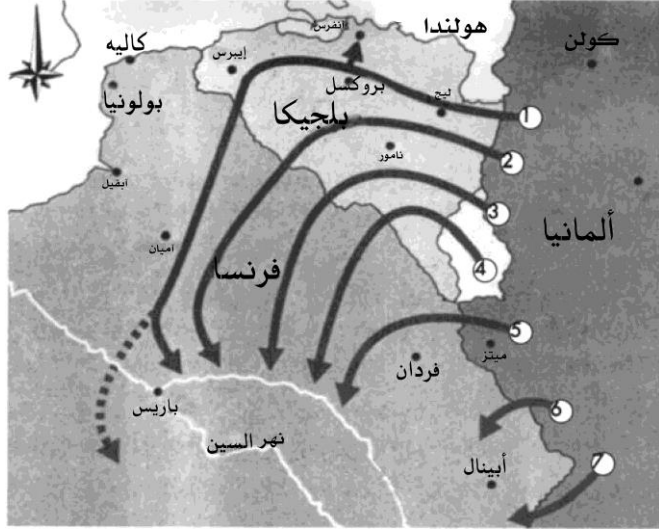 هولندا
أنفرس
كولن
كاليه
إيبرس
بروكسل
ليج
بولونيا
بلجيكا
1
2
نامور
ابفيل
3
ألمانيا
اميان
فرنسا
4
5
ميتز
فردان
باريس
6
نهر السين
أبينال
7